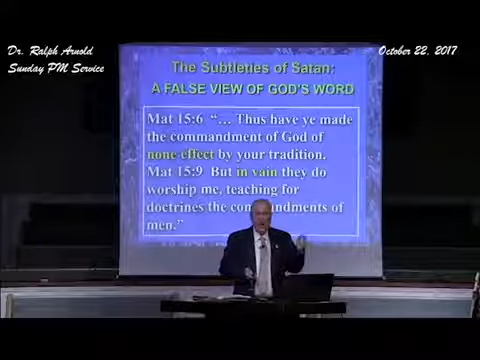 Dr. Ralph Arnold
Sunday PM Service
October 22, 2017
The Subtleties of Satan:
A FALSE VIEW OF GOD'S WORD
Mat 15:6 “… Thus have ye made
the commandment of God of
none effect by your tradition.
Mat 15:9 But in vain they do
worship me, teaching for
doctrines the commandments of
men.”